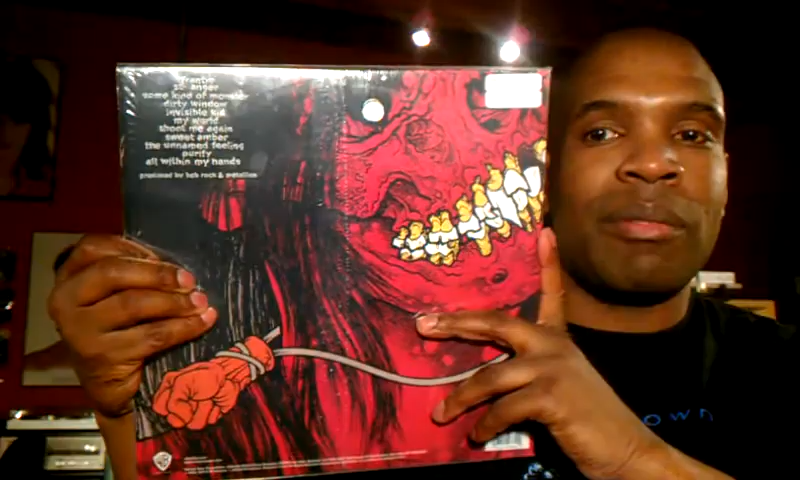 frantic
st. anger
some kind of monster
dirty window
invisible kid
my world
shoot me again
sweet amber
the unnamed feeling
purify
all within my hands
produced by bob rock & metallica
own